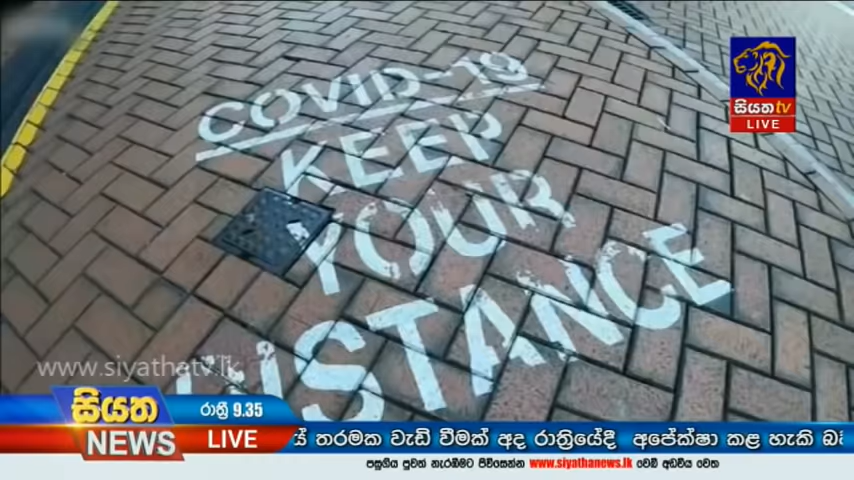 COVID-19
KEEP
YOUR
DISTANCE
සියත tv
LIVE
www.siyathatv.lk
සියත
NEWS
රාත්‍රී 9.35
LIVE
තරමක වැඩි වීමක් අද රාත්‍රියේදී අපේක්ෂා කළ හැකි බ
පසුගිය පුවත් නැරඹීමට පිවිසෙන්න www.siyathanews.lk වෙබ් අඩවිය වෙත